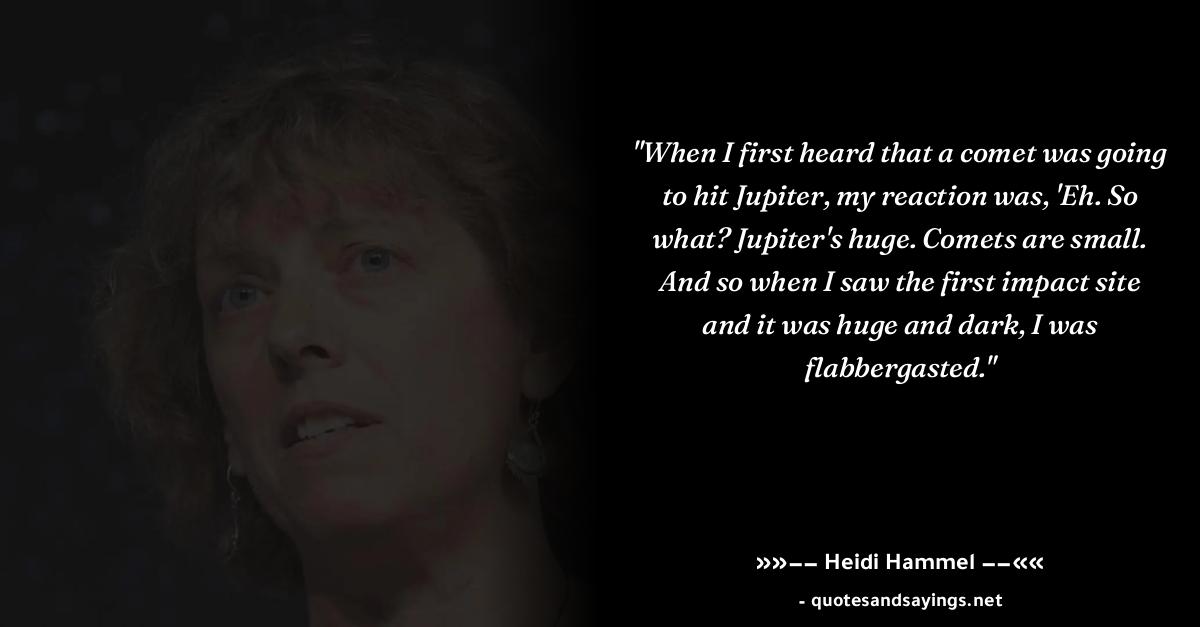 "When I first heard that a comet was going
to hit Jupiter, my reaction was, 'Eh. So
what? Jupiter's huge. Comets are small.
And so when I saw the first impact site
and it was huge and dark, I was
flabbergasted."
»»-- Heidi Hammel --««
- quotesandsayings.net